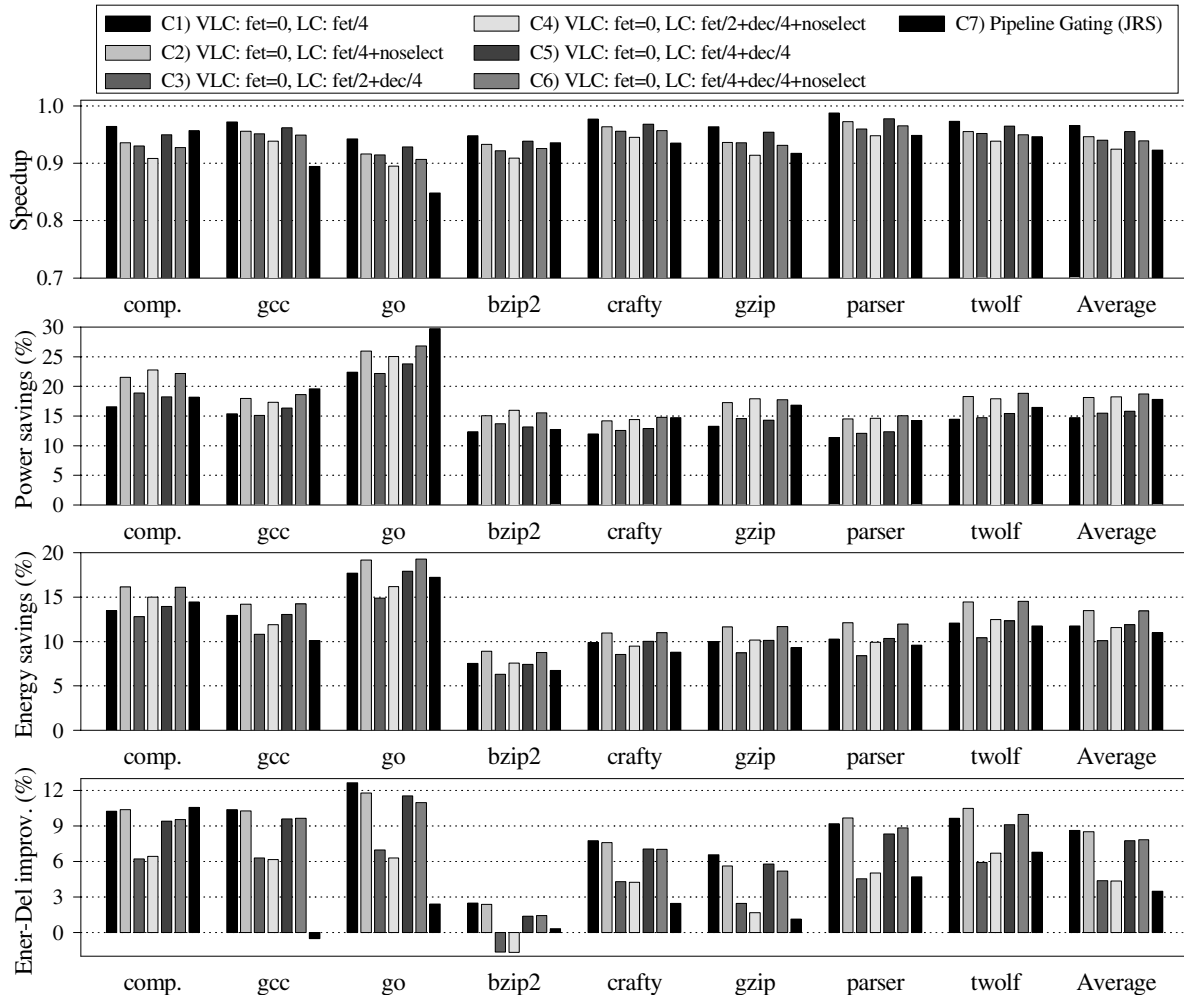 C1) VLC: fet=0, LC: fet/4
C4) VLC: fet=0, LC: fet/2+dec/4+noselect
C7) Pipeline Gating (JRS)
C2) VLC: fet=0, LC: fet/4+noselect
C5) VLC: fet=0, LC: fet/4+dec/4
C3) VLC: fet=0, LC: fet/2+dec/4
C6) VLC: fet=0, LC: fet/4+dec/4+noselect
Speedup
1.0
0.9
0.8
0.7
comp. gcc go bzip2 crafty gzip parser twolf Average
Power savings (%)
30
25
20
15
10
5
0
comp. gcc go bzip2 crafty gzip parser twolf Average
Energy savings (%)
20
15
10
5
0
comp. gcc go bzip2 crafty gzip parser twolf Average
Ener-Del improv. (%)
12
9
6
3
0
comp. gcc go bzip2 crafty gzip parser twolf Average